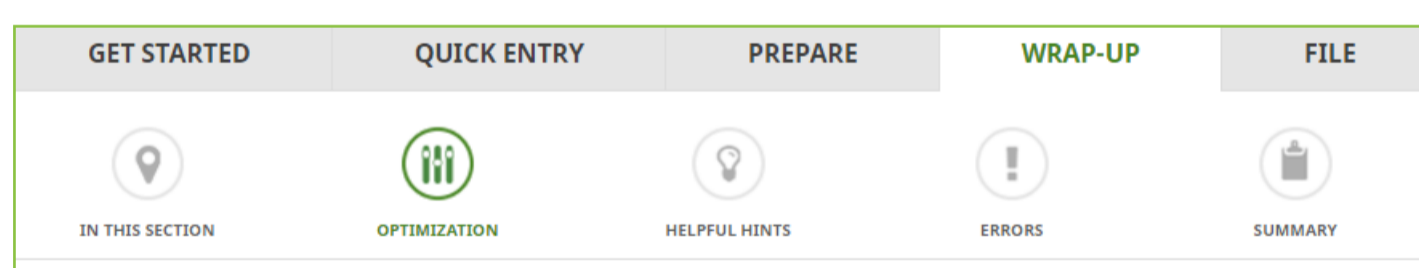 GET STARTED QUICK ENTRY PREPARE WRAP-UP FILE
IN THIS SECTION OPTIMIZATION HELPFUL HINTS ERRORS SUMMARY